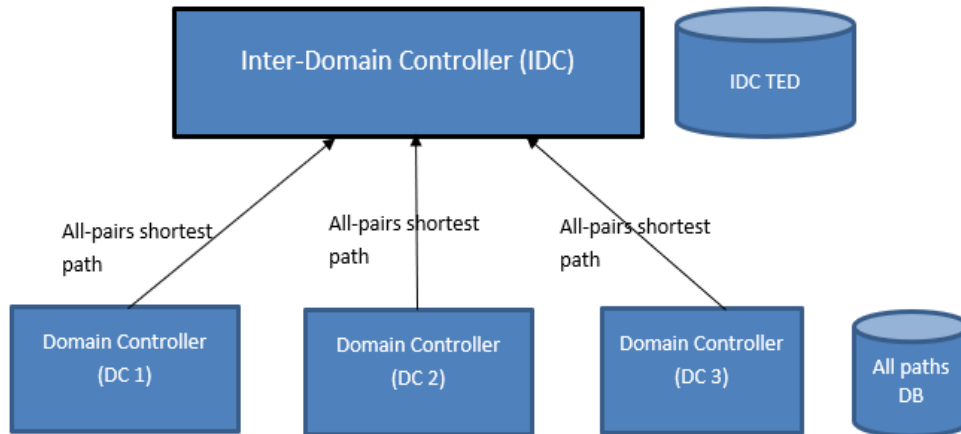 Inter-Domain Controller (IDC)
IDC TED
All-pairs shortest
path
All-pairs shortest
path
All-pairs shortest
path
Domain Controller
(DC 1)
Domain Controller
(DC 2)
Domain Controller
(DC 3)
All paths
DB